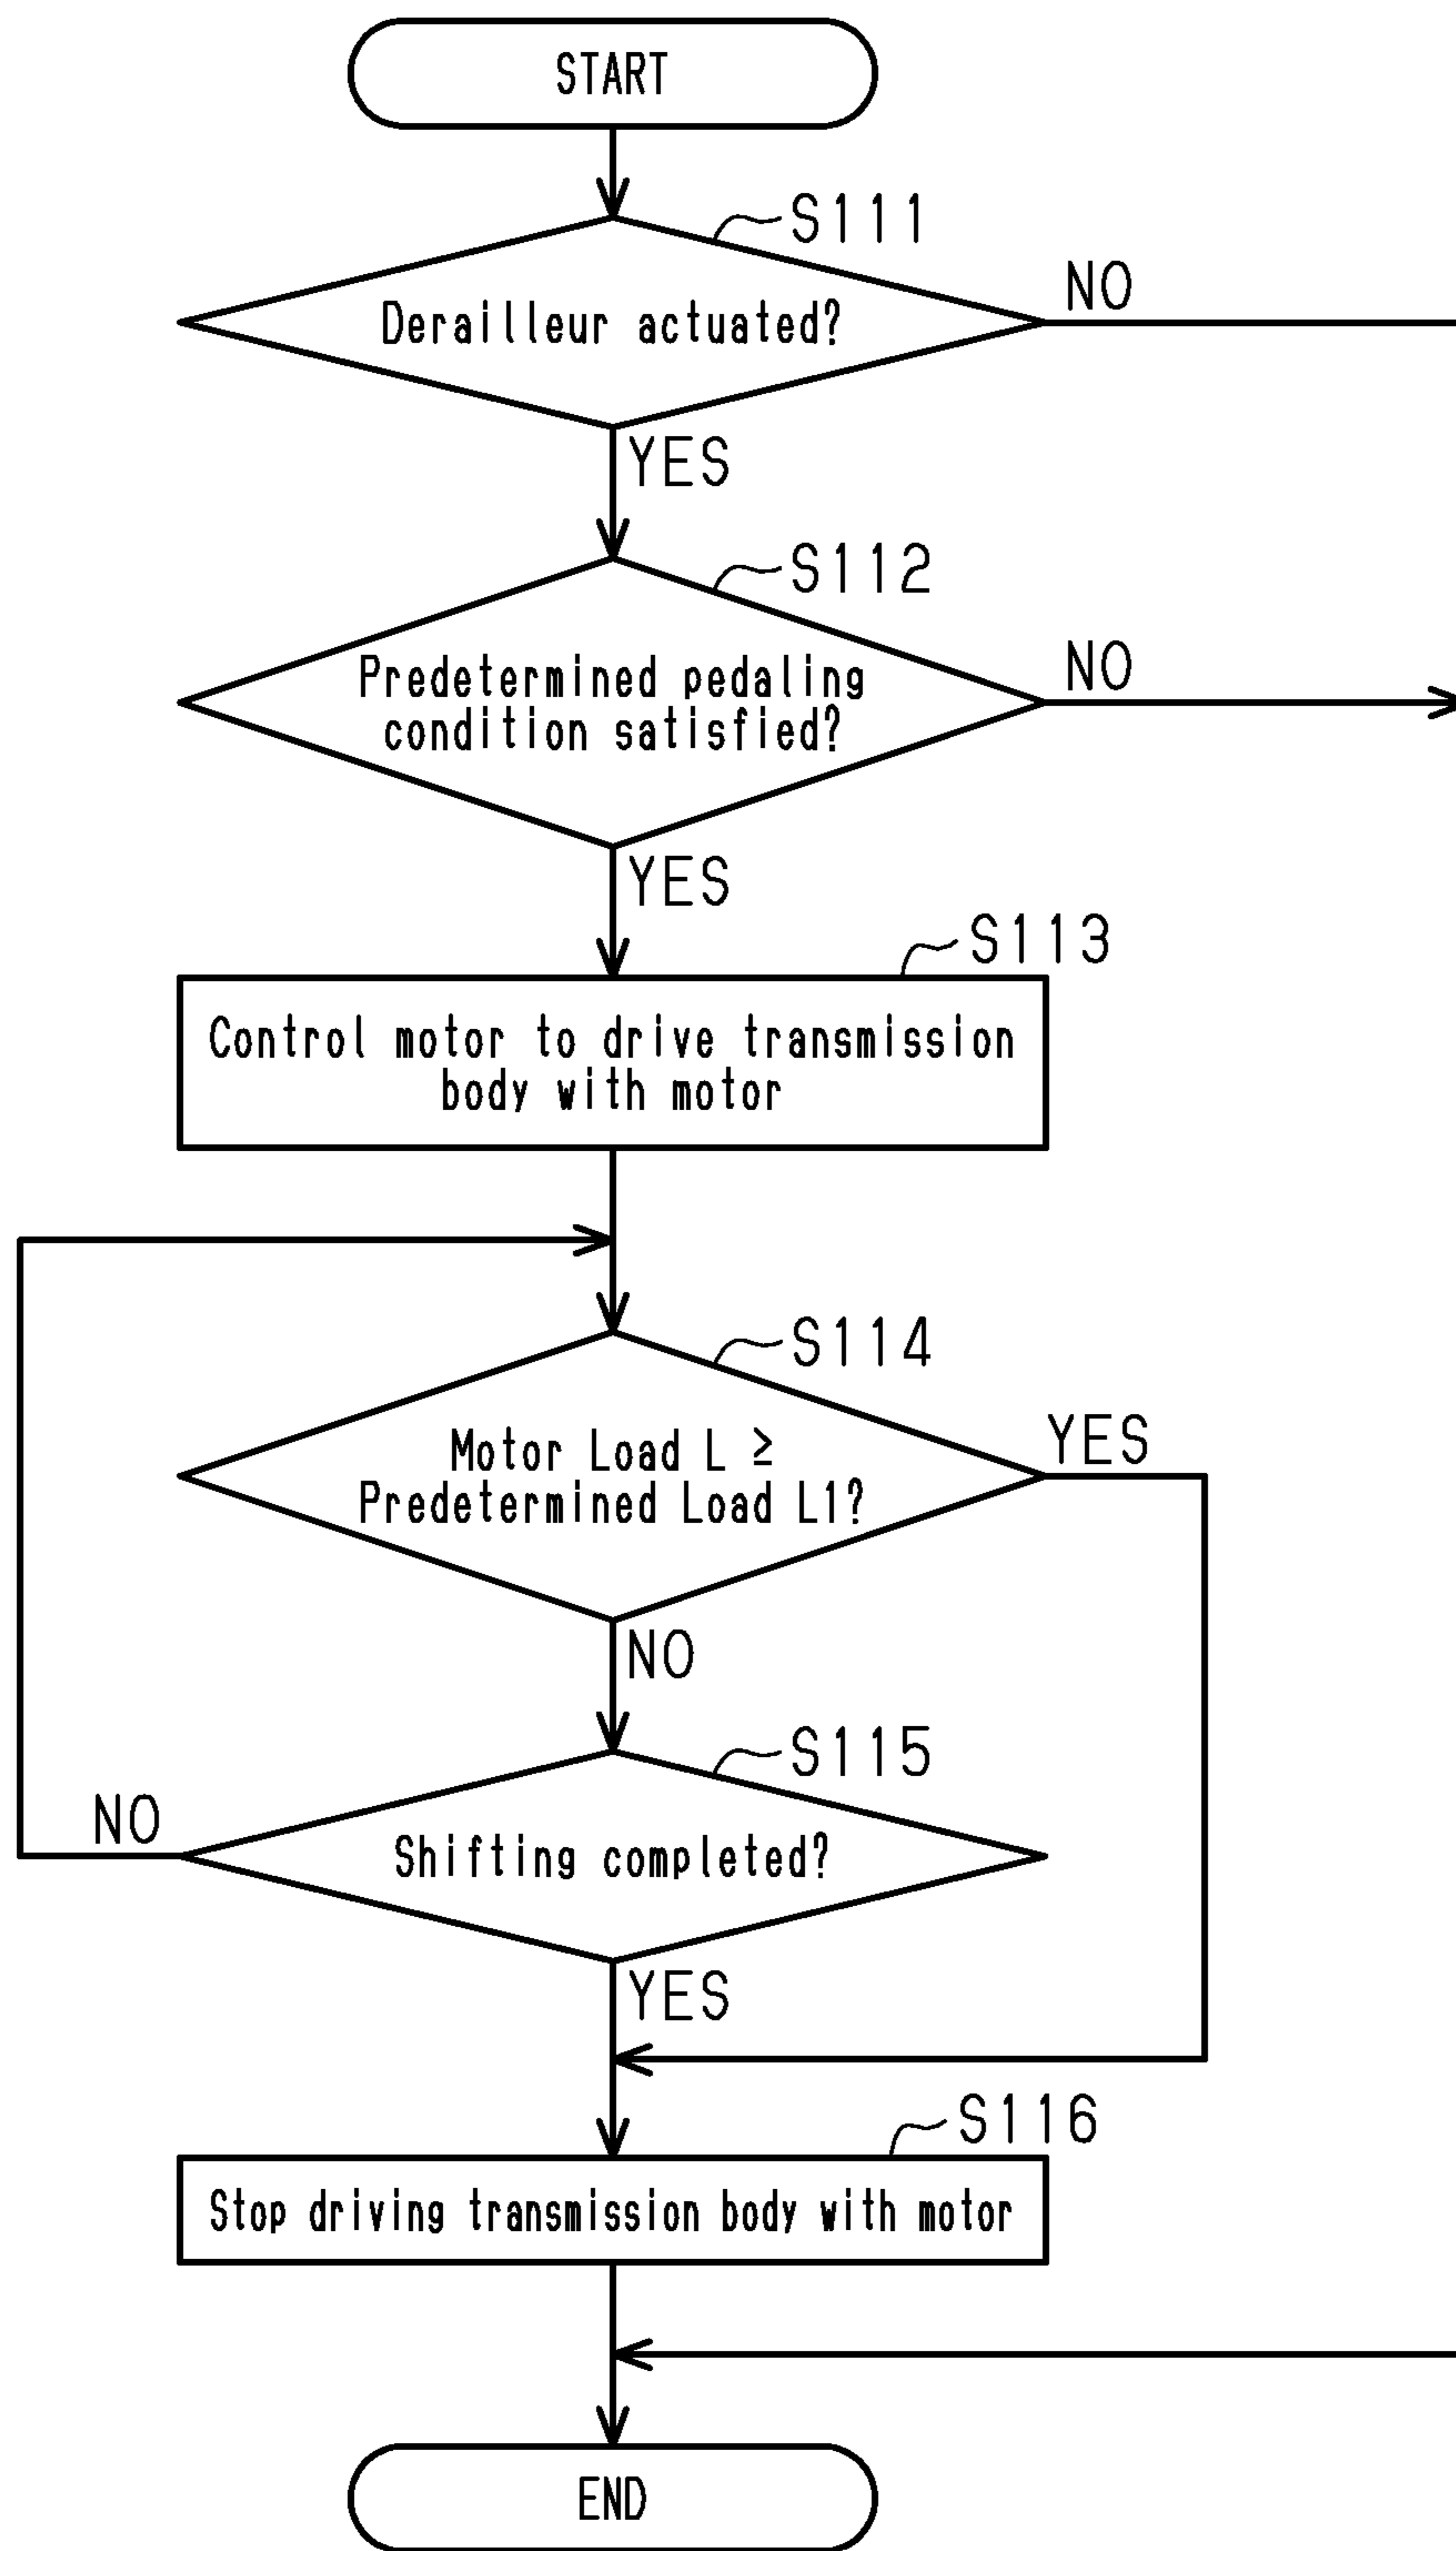 START
S111
Derailleur actuated?
NO
YES
S112
Predetermined pedaling
condition satisfied?
NO
YES
S113
Control motor to drive transmission
body with motor
S114
Motor Load L ≥
Predetermined Load L1?
YES
NO
S115
Shifting completed?
NO
YES
S116
Stop driving transmission body with motor
END